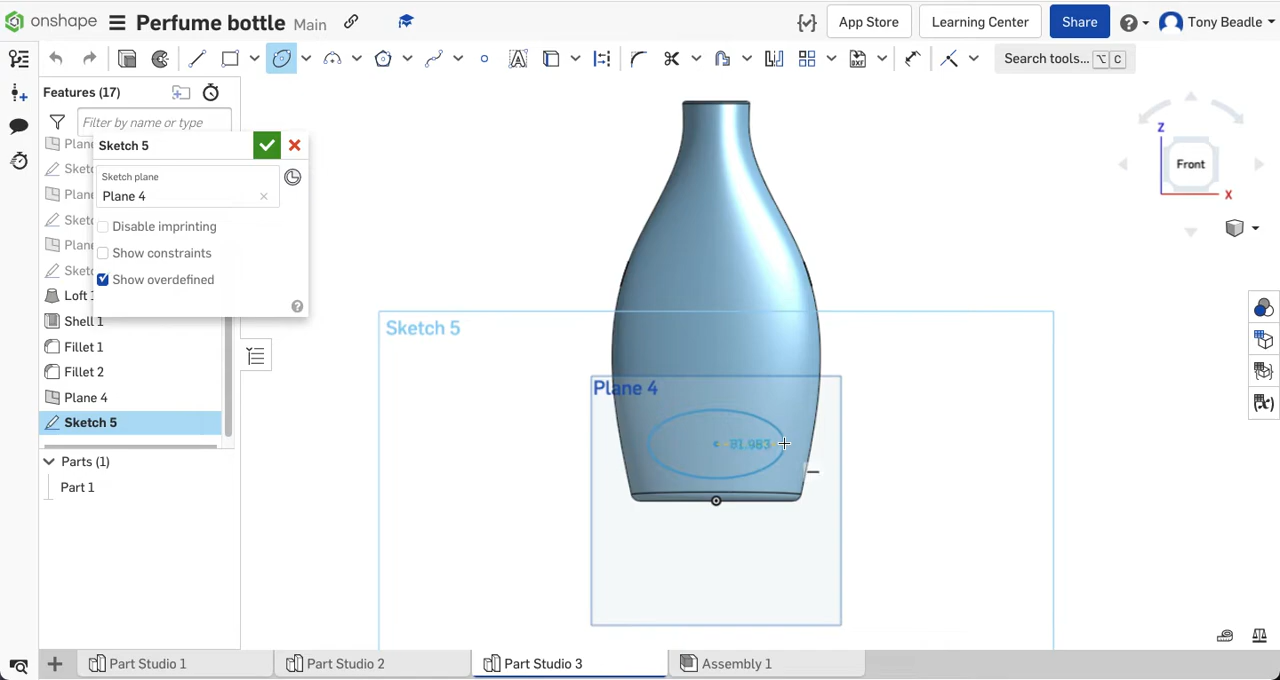 onshape Perfume bottle Main App Store Learning Center Share Tony Beadle
Search tools... ⌥ C
Features (17)
Filter by name or type
Plane
Sketch 5
Sketch plane
Plane 4
Disable imprinting
Show constraints
Show overdefined
Loft 1
Shell 1
Fillet 1
Fillet 2
Plane 4
Sketch 5
Parts (1)
Part 1
Sketch 5
Plane 4
81.983
Z
Front
X
Part Studio 1 Part Studio 2 Part Studio 3 Assembly 1